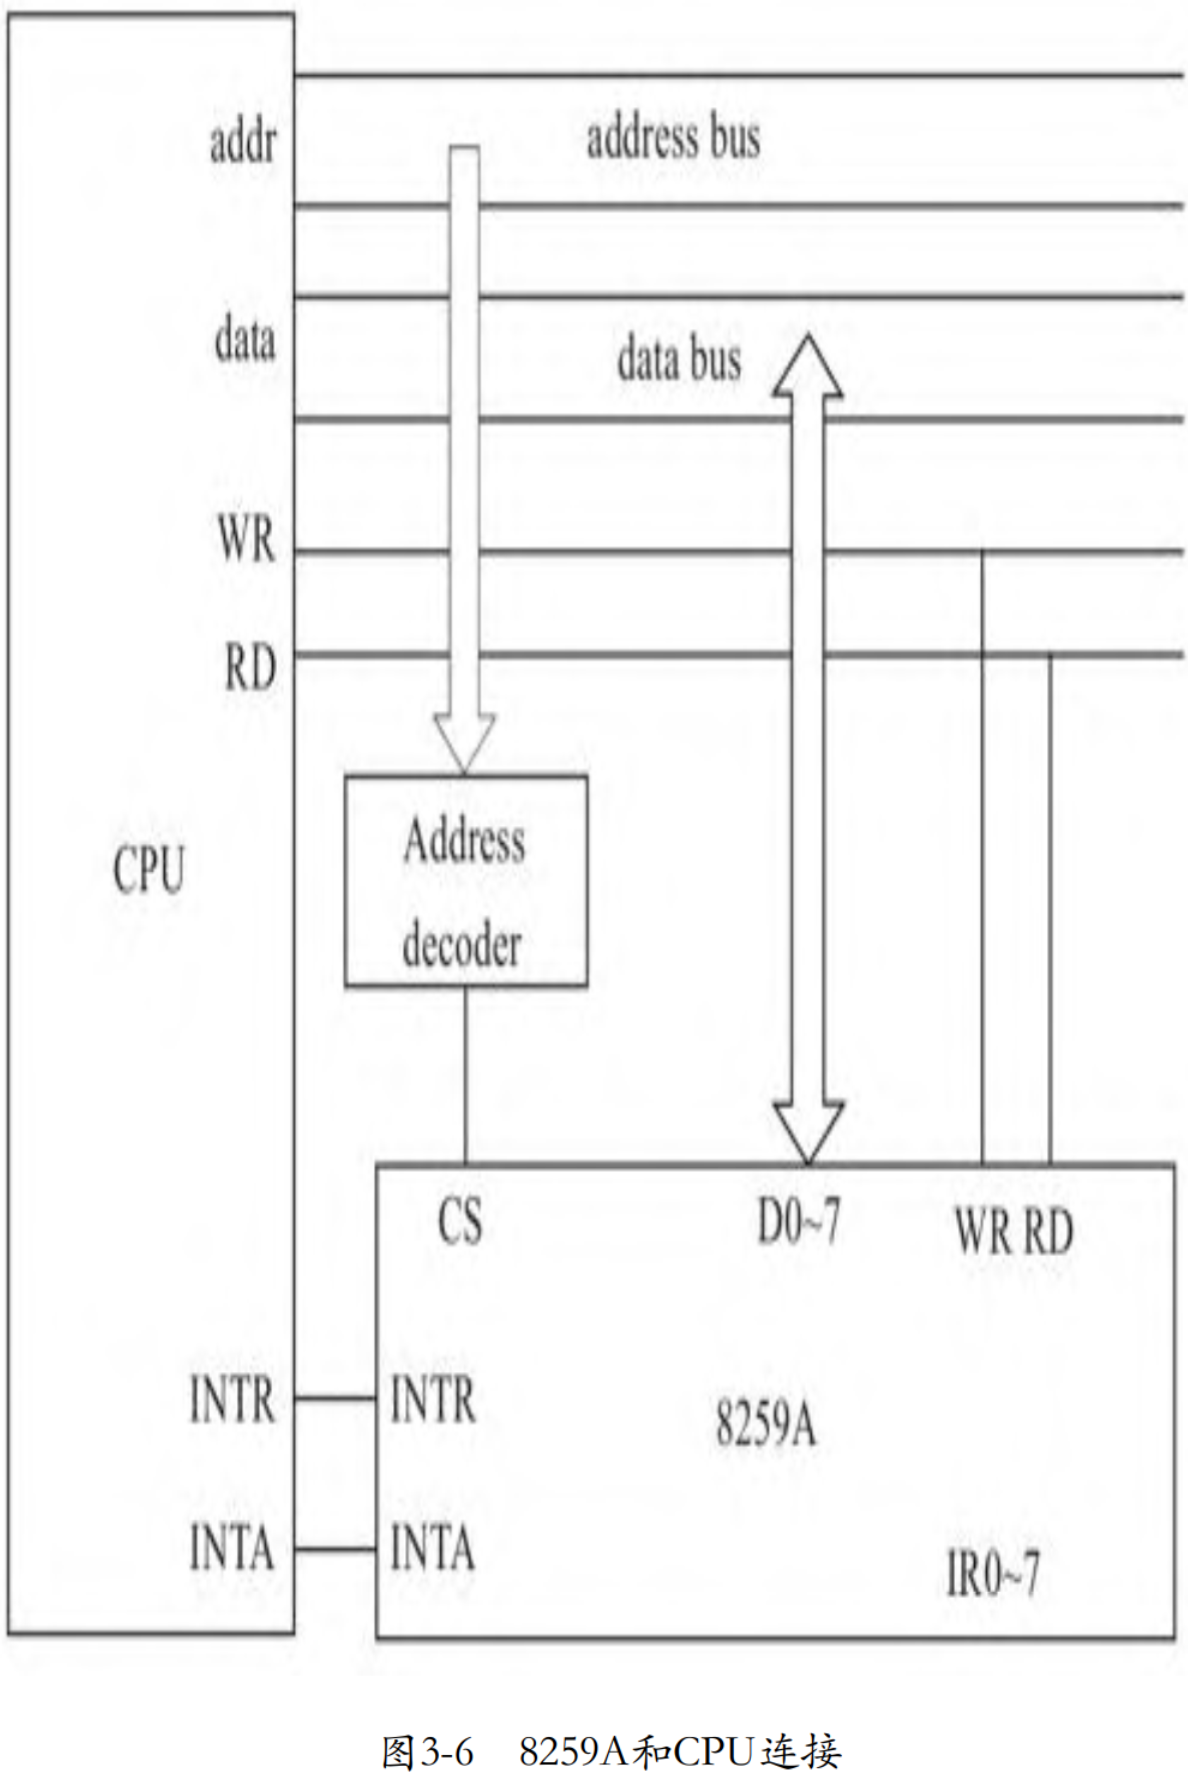 addr
address bus
data
data bus
WR
RD
Address
decoder
CPU
CS
D0~7
WR RD
INTR
INTR
8259A
INTA
INTA
IR0~7
图3-6 8259A和CPU连接